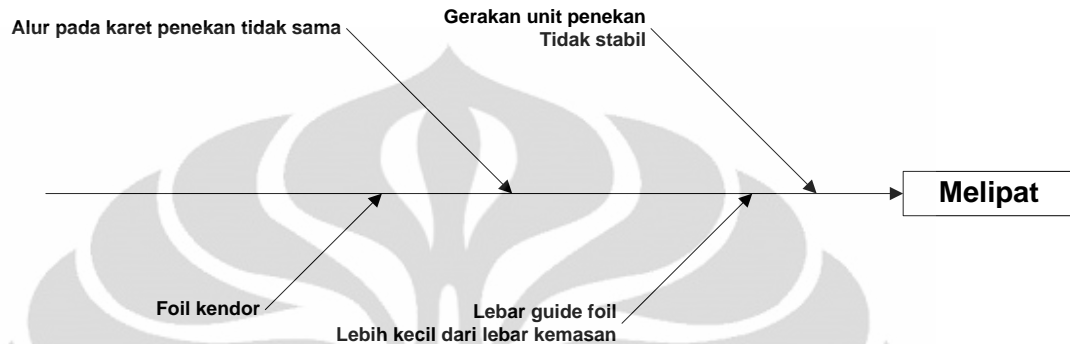 Alur pada karet penekan tidak sama
Gerakan unit penekan
Tidak stabil
Melipat
Foil kendor
Lebar guide foil
Lebih kecil dari lebar kemasan